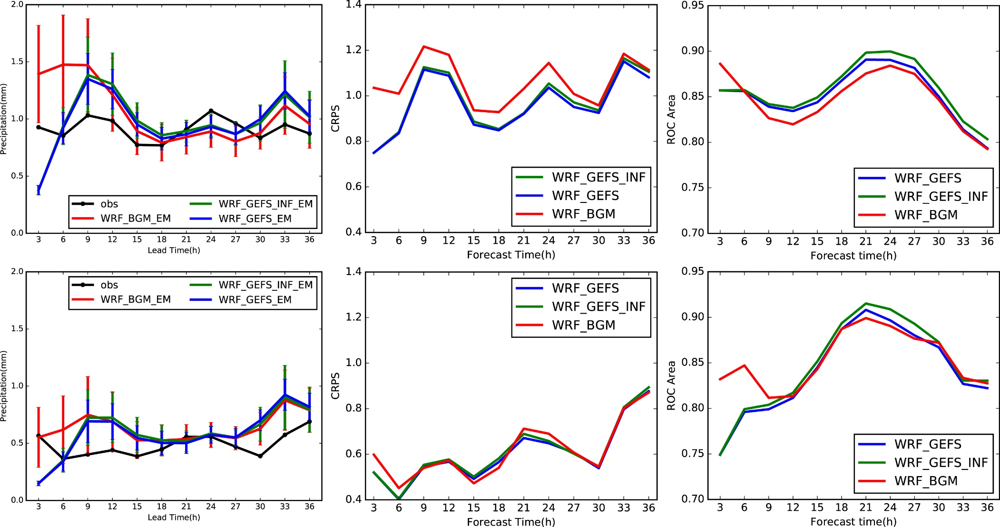 2.0
1.5
1.0
0.5
0.0
Precipitation(mm)
obs
WRF_BGM_EM
WRF_GEFS_INF_EM
WRF_GEFS_EM
3 6 9 12 15 18 21 24 27 30 33 36
Lead Time(h)
1.4
1.2
1.0
0.8
0.6
0.4
CRPS
WRF_GEFS_INF
WRF_GEFS
WRF_BGM
3 6 9 12 15 18 21 24 27 30 33 36
Forecast Time(h)
0.95
0.90
0.85
0.80
0.75
0.70
ROC Area
WRF_GEFS
WRF_GEFS_INF
WRF_BGM
3 6 9 12 15 18 21 24 27 30 33 36
Forecast time(h)
2.0
1.5
1.0
0.5
0.0
Precipitation(mm)
obs
WRF_BGM_EM
WRF_GEFS_INF_EM
WRF_GEFS_EM
3 6 9 12 15 18 21 24 27 30 33 36
Lead Time(h)
1.4
1.2
1.0
0.8
0.6
0.4
CRPS
WRF_GEFS
WRF_GEFS_INF
WRF_BGM
3 6 9 12 15 18 21 24 27 30 33 36
Forecast Time(h)
0.95
0.90
0.85
0.80
0.75
0.70
ROC Area
WRF_GEFS
WRF_GEFS_INF
WRF_BGM
3 6 9 12 15 18 21 24 27 30 33 36
Forecast time(h)